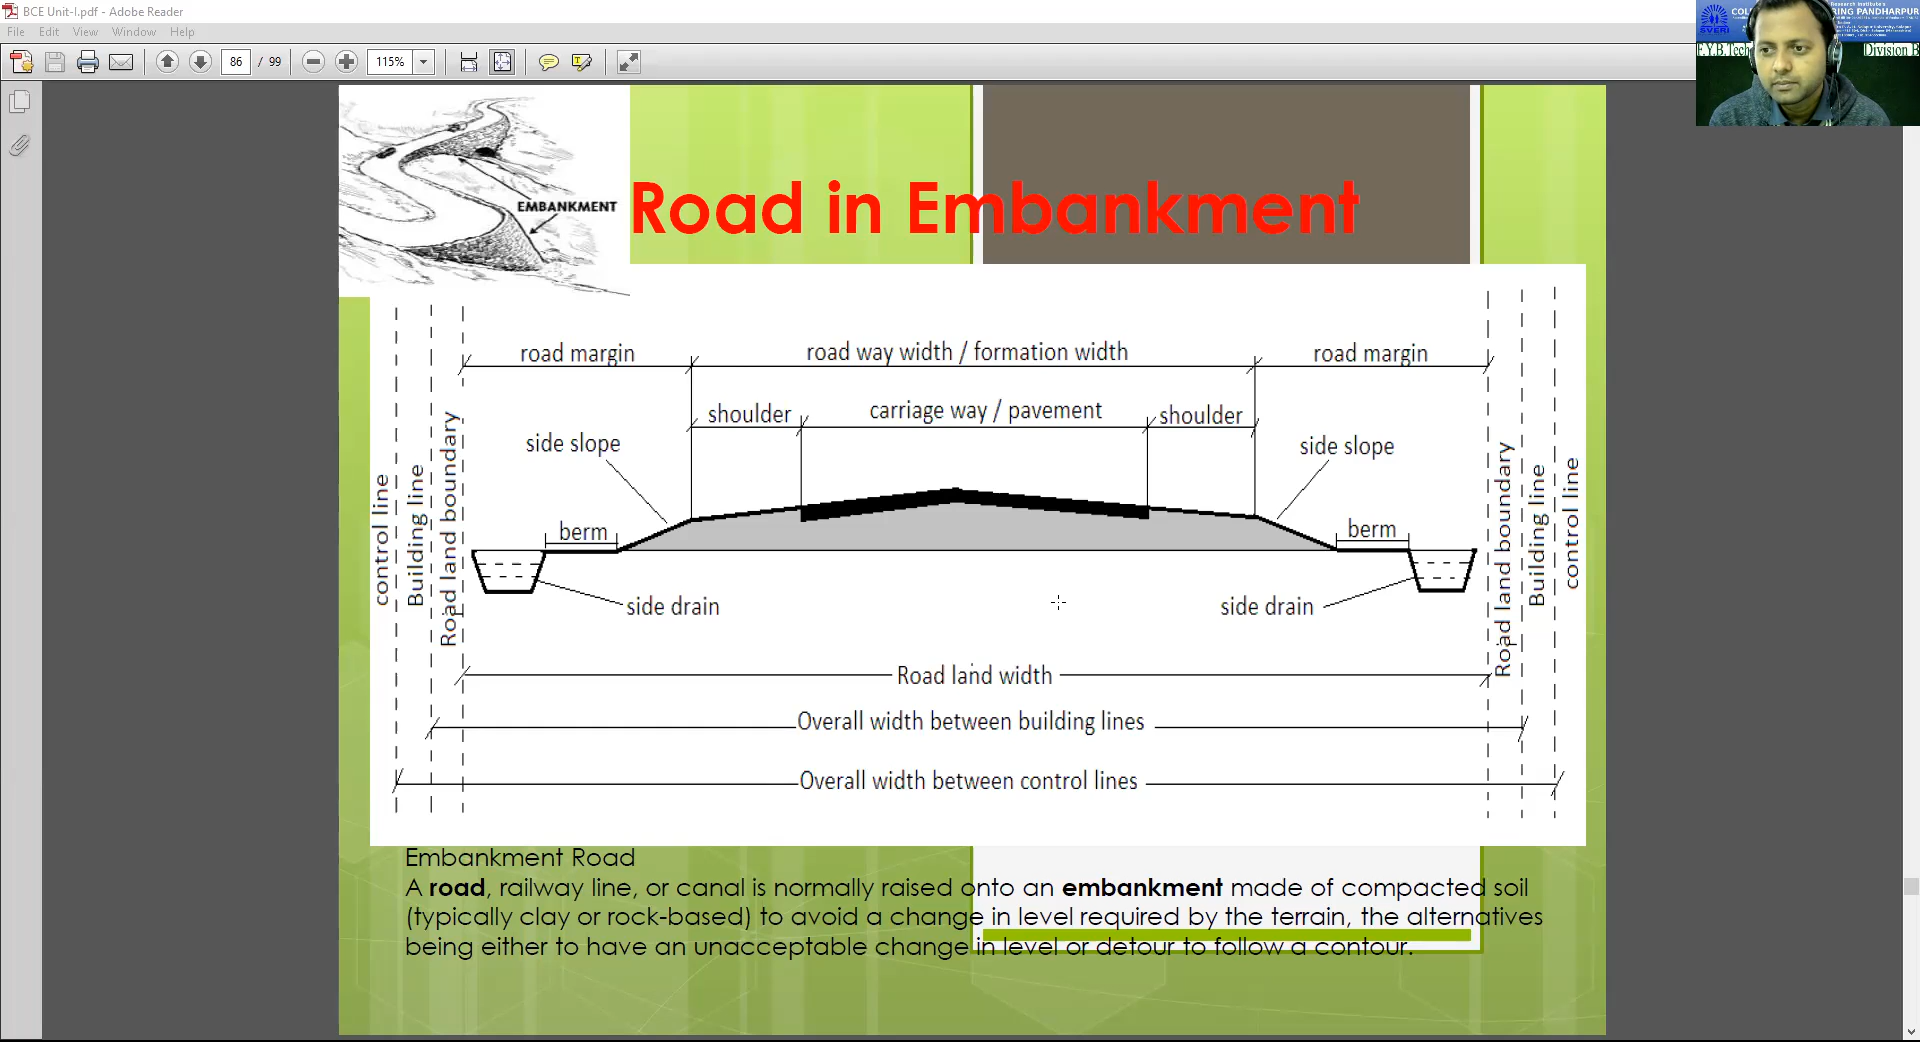 BCE Unit-I.pdf - Adobe Reader
File Edit View Window Help
86 / 99 115%
Research Institute's
SVERI
F.Y.B.Tech Division B
EMBANKMENT
Road in Embankment
road margin road way width / formation width road margin
shoulder carriage way / pavement shoulder
side slope side slope
berm berm
side drain side drain
control line
Building line
Road land boundary
Road land boundary
Building line
control line
Road land width
Overall width between building lines
Overall width between control lines
Embankment Road
A road, railway line, or canal is normally raised onto an embankment made of compacted soil
(typically clay or rock-based) to avoid a change in level required by the terrain, the alternatives
being either to have an unacceptable change in level or detour to follow a contour.